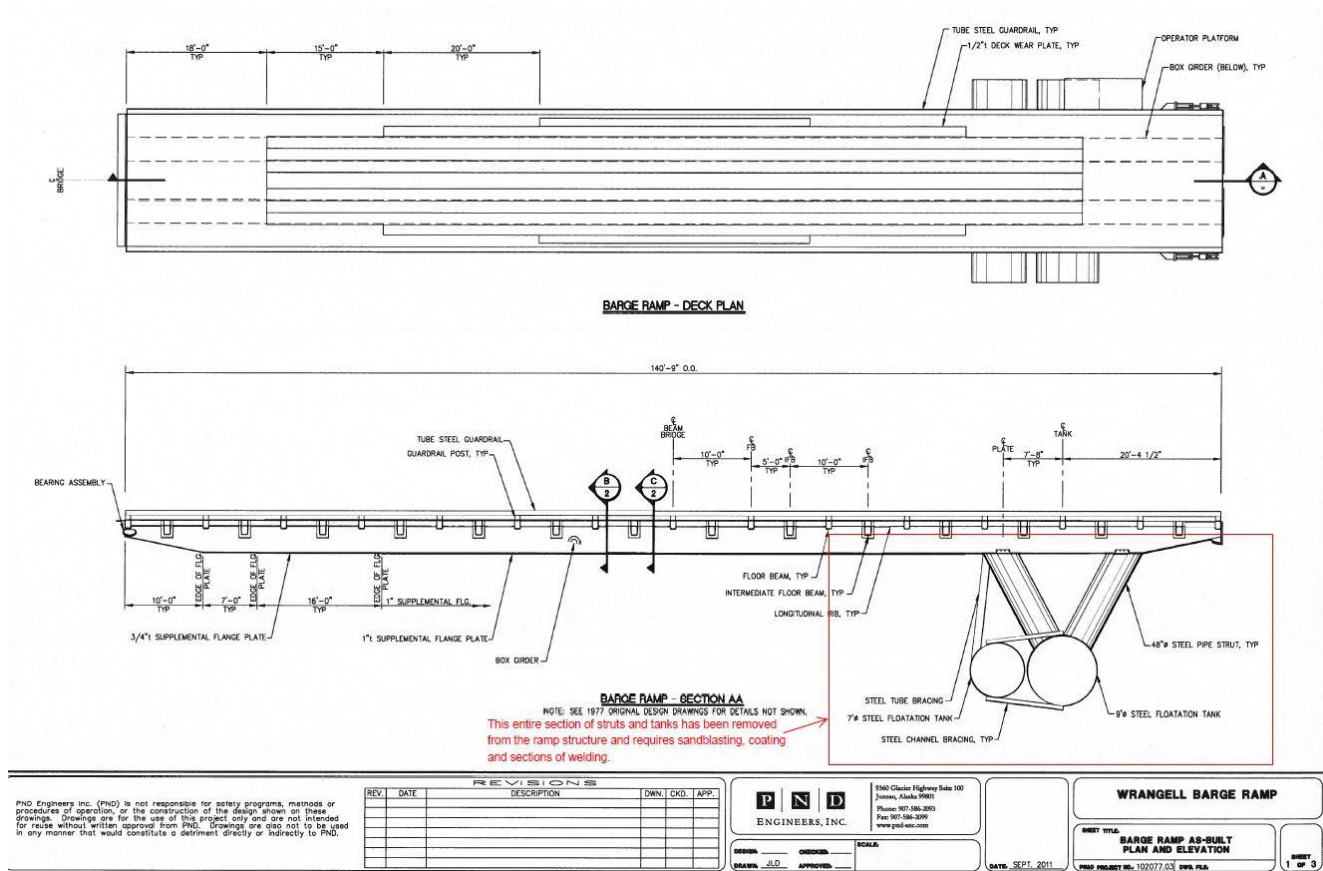 18'-0"
TYP
15'-0"
TYP
20'-0"
TYP
TUBE STEEL GUARDRAIL, TYP
1/2"t DECK WEAR PLATE, TYP
OPERATOR PLATFORM
BOX GIRDER (BELOW), TYP
BRIDGE
A
BARGE RAMP - DECK PLAN
140'-9" O.O.
TUBE STEEL GUARDRAIL
GUARDRAIL POST, TYP
BEARING ASSEMBLY
B
2
C
2
BEAM
BRIDGE
10'-0"
TYP
FB
5'-0"
TYP
IFB
10'-0"
TYP
IFB
PLATE
7'-8"
TYP
TANK
20'-4 1/2"
EDGE OF FLG
PLATE
EDGE OF FLG
PLATE
EDGE OF FLG
PLATE
10'-0"
TYP
7'-0"
TYP
16'-0"
TYP
1" SUPPLEMENTAL FLG.
3/4"t SUPPLEMENTAL FLANGE PLATE
1"t SUPPLEMENTAL FLANGE PLATE
BOX GIRDER
FLOOR BEAM, TYP
INTERMEDIATE FLOOR BEAM, TYP
LONGITUDINAL RIB, TYP
48"ø STEEL PIPE STRUT, TYP
STEEL TUBE BRACING
7'ø STEEL FLOATATION TANK
STEEL CHANNEL BRACING, TYP
9'ø STEEL FLOATATION TANK
BARGE RAMP - SECTION AA
NOTE: SEE 1977 ORIGINAL DESIGN DRAWINGS FOR DETAILS NOT SHOWN.
This entire section of struts and tanks has been removed
from the ramp structure and requires sandblasting, coating
and sections of welding.
PND Engineers Inc. (PND) is not responsible for safety programs, methods or
procedures of operation, or the construction of the design shown on these
drawings. Drawings are for the use of this project only and are not intended
for reuse without written approval from PND. Drawings are also not to be used
in any manner that would constitute a detriment directly or indirectly to PND.
REVISIONS
REV. DATE DESCRIPTION DWN. CKD. APP.
P N D
ENGINEERS, INC.
9360 Glacier Highway Suite 100
Juneau, Alaska 99801
Phone: 907-586-2093
Fax: 907-586-2099
www.pnd-anc.com
DESIGN: CHECKED: SCALE:
DRAWN: JLD APPROVED:
DATE: SEPT. 2011
WRANGELL BARGE RAMP
SHEET TITLE:
BARGE RAMP AS-BUILT
PLAN AND ELEVATION
PND PROJECT NO.: 102077.03 DWG. FILE:
SHEET
1 OF 3